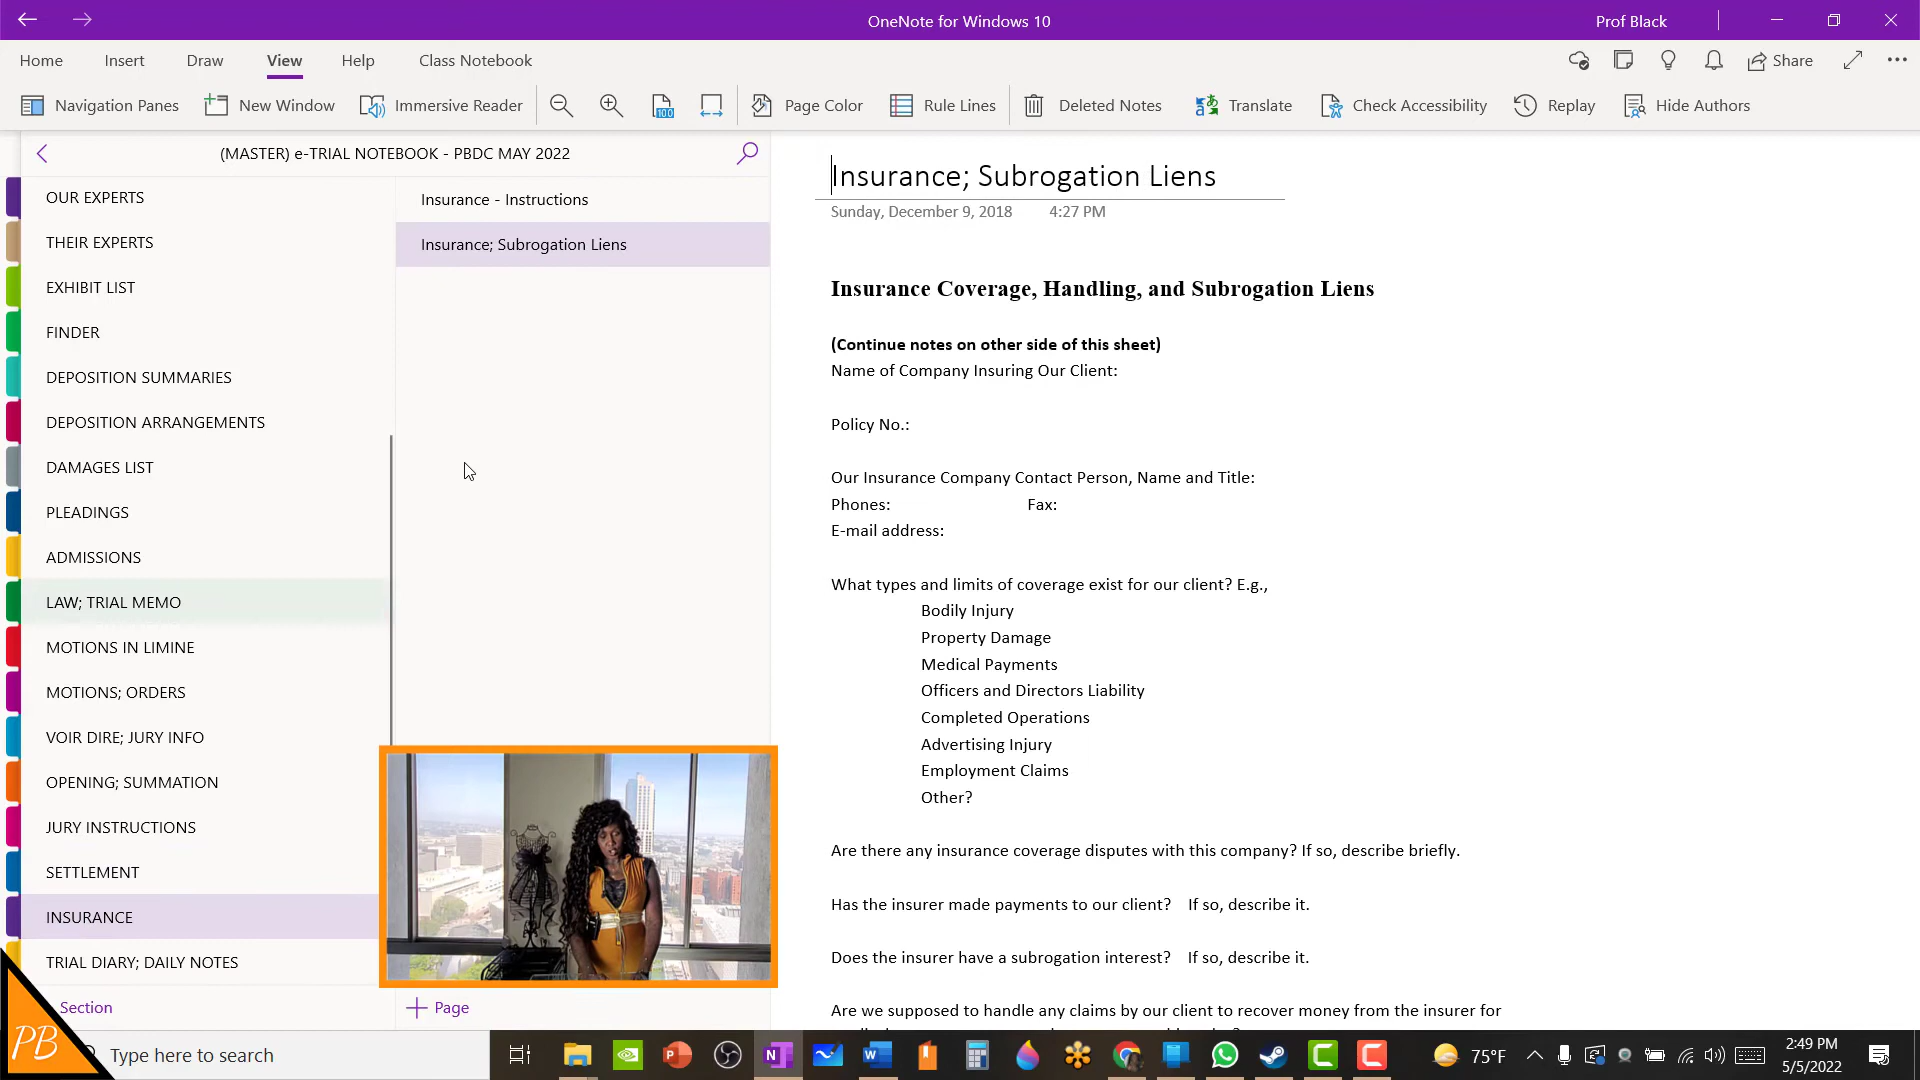 OneNote for Windows 10
Prof Black
Home Insert Draw View Help Class Notebook
Share
Navigation Panes New Window Immersive Reader 100 Page Color Rule Lines Deleted Notes Translate Check Accessibility Replay Hide Authors
(MASTER) e-TRIAL NOTEBOOK - PBDC MAY 2022
OUR EXPERTS
THEIR EXPERTS
EXHIBIT LIST
FINDER
DEPOSITION SUMMARIES
DEPOSITION ARRANGEMENTS
DAMAGES LIST
PLEADINGS
ADMISSIONS
LAW; TRIAL MEMO
MOTIONS IN LIMINE
MOTIONS; ORDERS
VOIR DIRE; JURY INFO
OPENING; SUMMATION
JURY INSTRUCTIONS
SETTLEMENT
INSURANCE
TRIAL DIARY; DAILY NOTES
Section
Insurance - Instructions
Insurance; Subrogation Liens
Page
Insurance; Subrogation Liens
Sunday, December 9, 2018 4:27 PM
Insurance Coverage, Handling, and Subrogation Liens
(Continue notes on other side of this sheet)
Name of Company Insuring Our Client:
Policy No.:
Our Insurance Company Contact Person, Name and Title:
Phones: Fax:
E-mail address:
What types and limits of coverage exist for our client? E.g.,
Bodily Injury
Property Damage
Medical Payments
Officers and Directors Liability
Completed Operations
Advertising Injury
Employment Claims
Other?
Are there any insurance coverage disputes with this company? If so, describe briefly.
Has the insurer made payments to our client? If so, describe it.
Does the insurer have a subrogation interest? If so, describe it.
Are we supposed to handle any claims by our client to recover money from the insurer for
PB
Type here to search
75°F
2:49 PM
5/5/2022